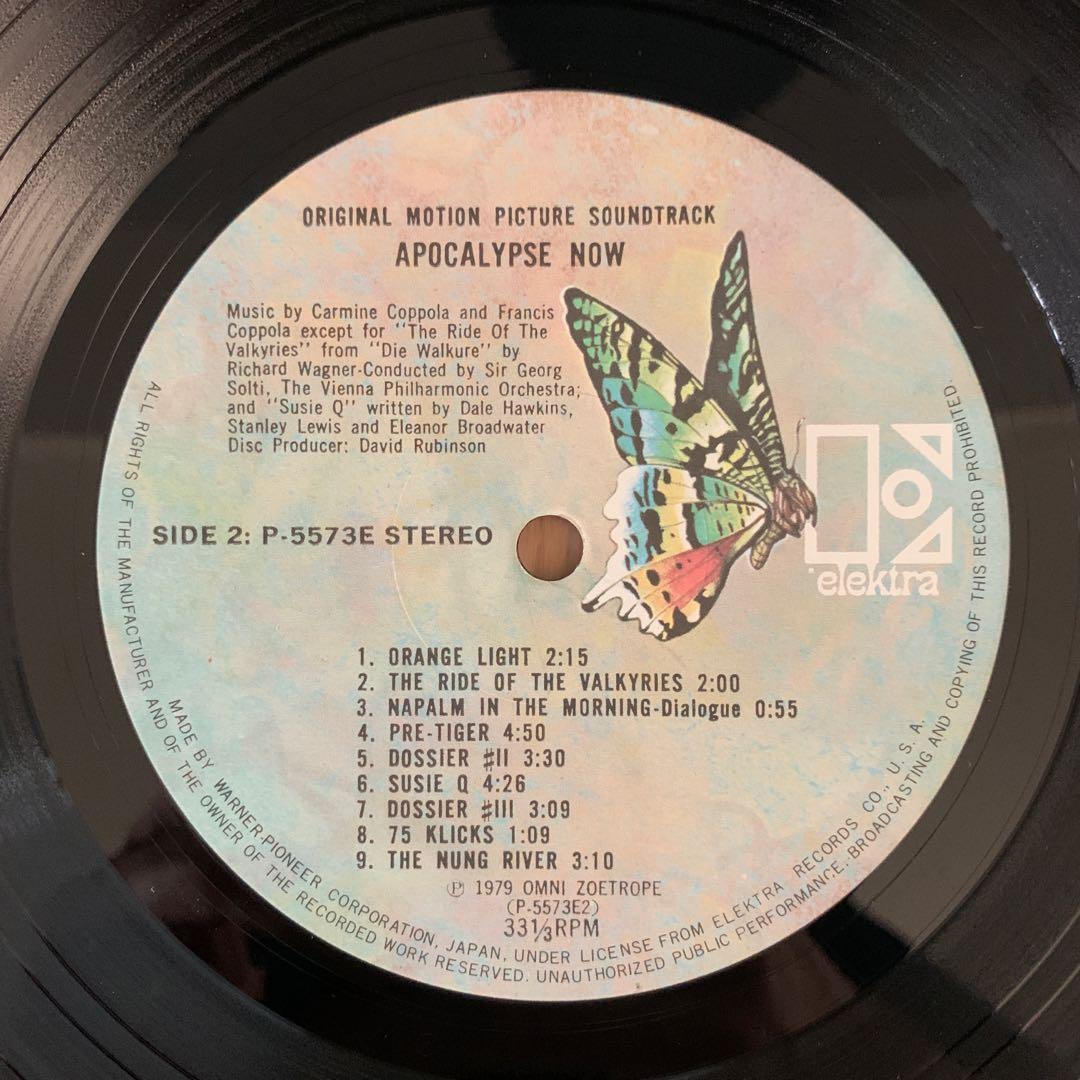 ORIGINAL MOTION PICTURE SOUNDTRACK
APOCALYPSE NOW
Music by Carmine Coppola and Francis
Coppola except for "The Ride Of The
Valkyries" from "Die Walkure" by
Richard Wagner-Conducted by Sir Georg
Solti, The Vienna Philharmonic Orchestra;
and "Susie Q" written by Dale Hawkins,
Stanley Lewis and Eleanor Broadwater
Disc Producer: David Rubinson
SIDE 2: P-5573E STEREO
elektra
1. ORANGE LIGHT 2:15
2. THE RIDE OF THE VALKYRIES 2:00
3. NAPALM IN THE MORNING-Dialogue 0:55
4. PRE-TIGER 4:50
5. DOSSIER ♯II 3:30
6. SUSIE Q 4:26
7. DOSSIER ♯III 3:09
8. 75 KLICKS 1:09
9. THE NUNG RIVER 3:10
Ⓟ 1979 OMNI ZOETROPE
(P-5573E2)
33⅓RPM
MADE BY WARNER-PIONEER CORPORATION, JAPAN, UNDER LICENSE FROM ELEKTRA RECORDS CO., U.S.A.
ALL RIGHTS OF THE MANUFACTURER AND OF THE OWNER OF THE RECORDED WORK RESERVED. UNAUTHORIZED PUBLIC PERFORMANCE. BROADCASTING AND COPYING OF THIS RECORD PROHIBITED.